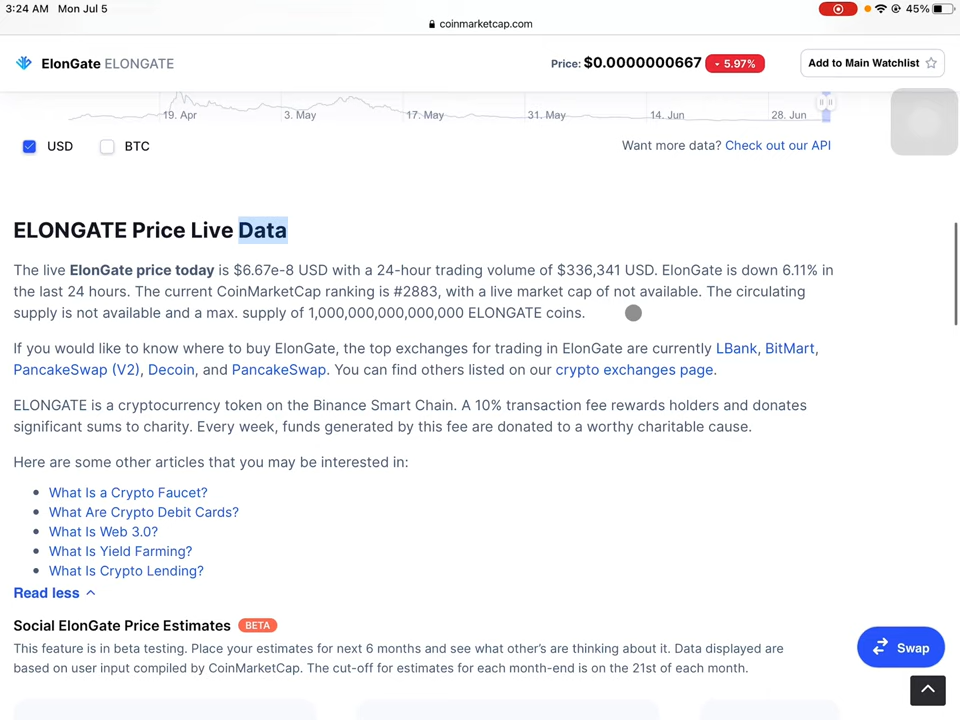 3:24 AM Mon Jul 5 45%
coinmarketcap.com
ElonGate ELONGATE Price: $0.0000000667 5.97% Add to Main Watchlist
19. Apr 3. May 17. May 31. May 14. Jun 28. Jun
USD BTC Want more data? Check out our API
ELONGATE Price Live Data
The live ElonGate price today is $6.67e-8 USD with a 24-hour trading volume of $336,341 USD. ElonGate is down 6.11% in
the last 24 hours. The current CoinMarketCap ranking is #2883, with a live market cap of not available. The circulating
supply is not available and a max. supply of 1,000,000,000,000,000 ELONGATE coins.
If you would like to know where to buy ElonGate, the top exchanges for trading in ElonGate are currently LBank, BitMart,
PancakeSwap (V2), Decoin, and PancakeSwap. You can find others listed on our crypto exchanges page.
ELONGATE is a cryptocurrency token on the Binance Smart Chain. A 10% transaction fee rewards holders and donates
significant sums to charity. Every week, funds generated by this fee are donated to a worthy charitable cause.
Here are some other articles that you may be interested in:
What Is a Crypto Faucet?
What Are Crypto Debit Cards?
What Is Web 3.0?
What Is Yield Farming?
What Is Crypto Lending?
Read less
Social ElonGate Price Estimates BETA
This feature is in beta testing. Place your estimates for next 6 months and see what other's are thinking about it. Data displayed are
based on user input compiled by CoinMarketCap. The cut-off for estimates for each month-end is on the 21st of each month.
Swap